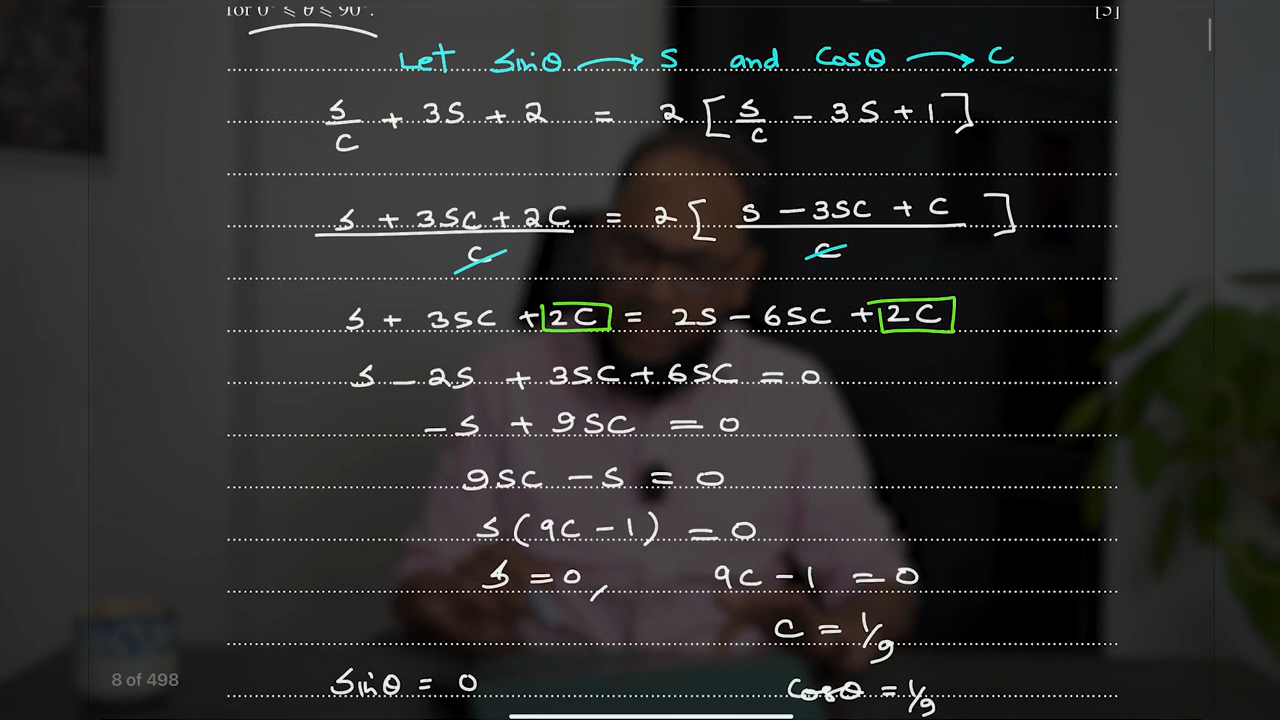 for 0° ⩽ θ ⩽ 90°. [5]
Let sinθ → S and cosθ → C
S/C + 3S + 2 = 2 [ S/C − 3S + 1 ]
(S + 3SC + 2C)/C = 2 [ (S − 3SC + C)/C ]
S + 3SC + 2C = 2S − 6SC + 2C
S − 2S + 3SC + 6SC = 0
−S + 9SC = 0
9SC − S = 0
S(9C − 1) = 0
S = 0, 9C − 1 = 0
C = 1/9
8 of 498
sinθ = 0 cosθ = 1/9